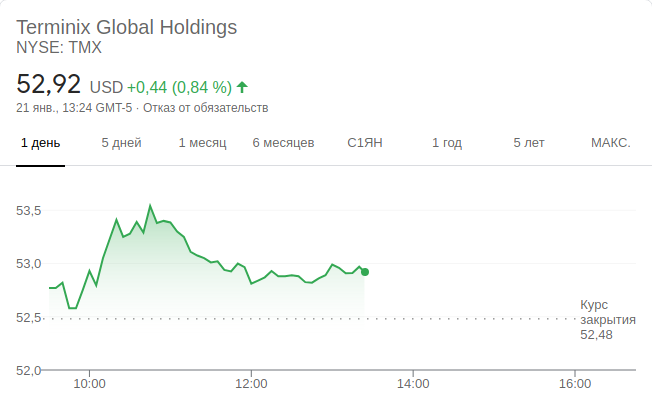 Terminix Global Holdings
NYSE: TMX
52,92 USD +0,44 (0,84 %)
21 янв., 13:24 GMT-5 · Отказ от обязательств
1 день 5 дней 1 месяц 6 месяцев С1ЯН 1 год 5 лет МАКС.
53,5
53,0
52,5
52,0
Курс
закрытия
52,48
10:00 12:00 14:00 16:00